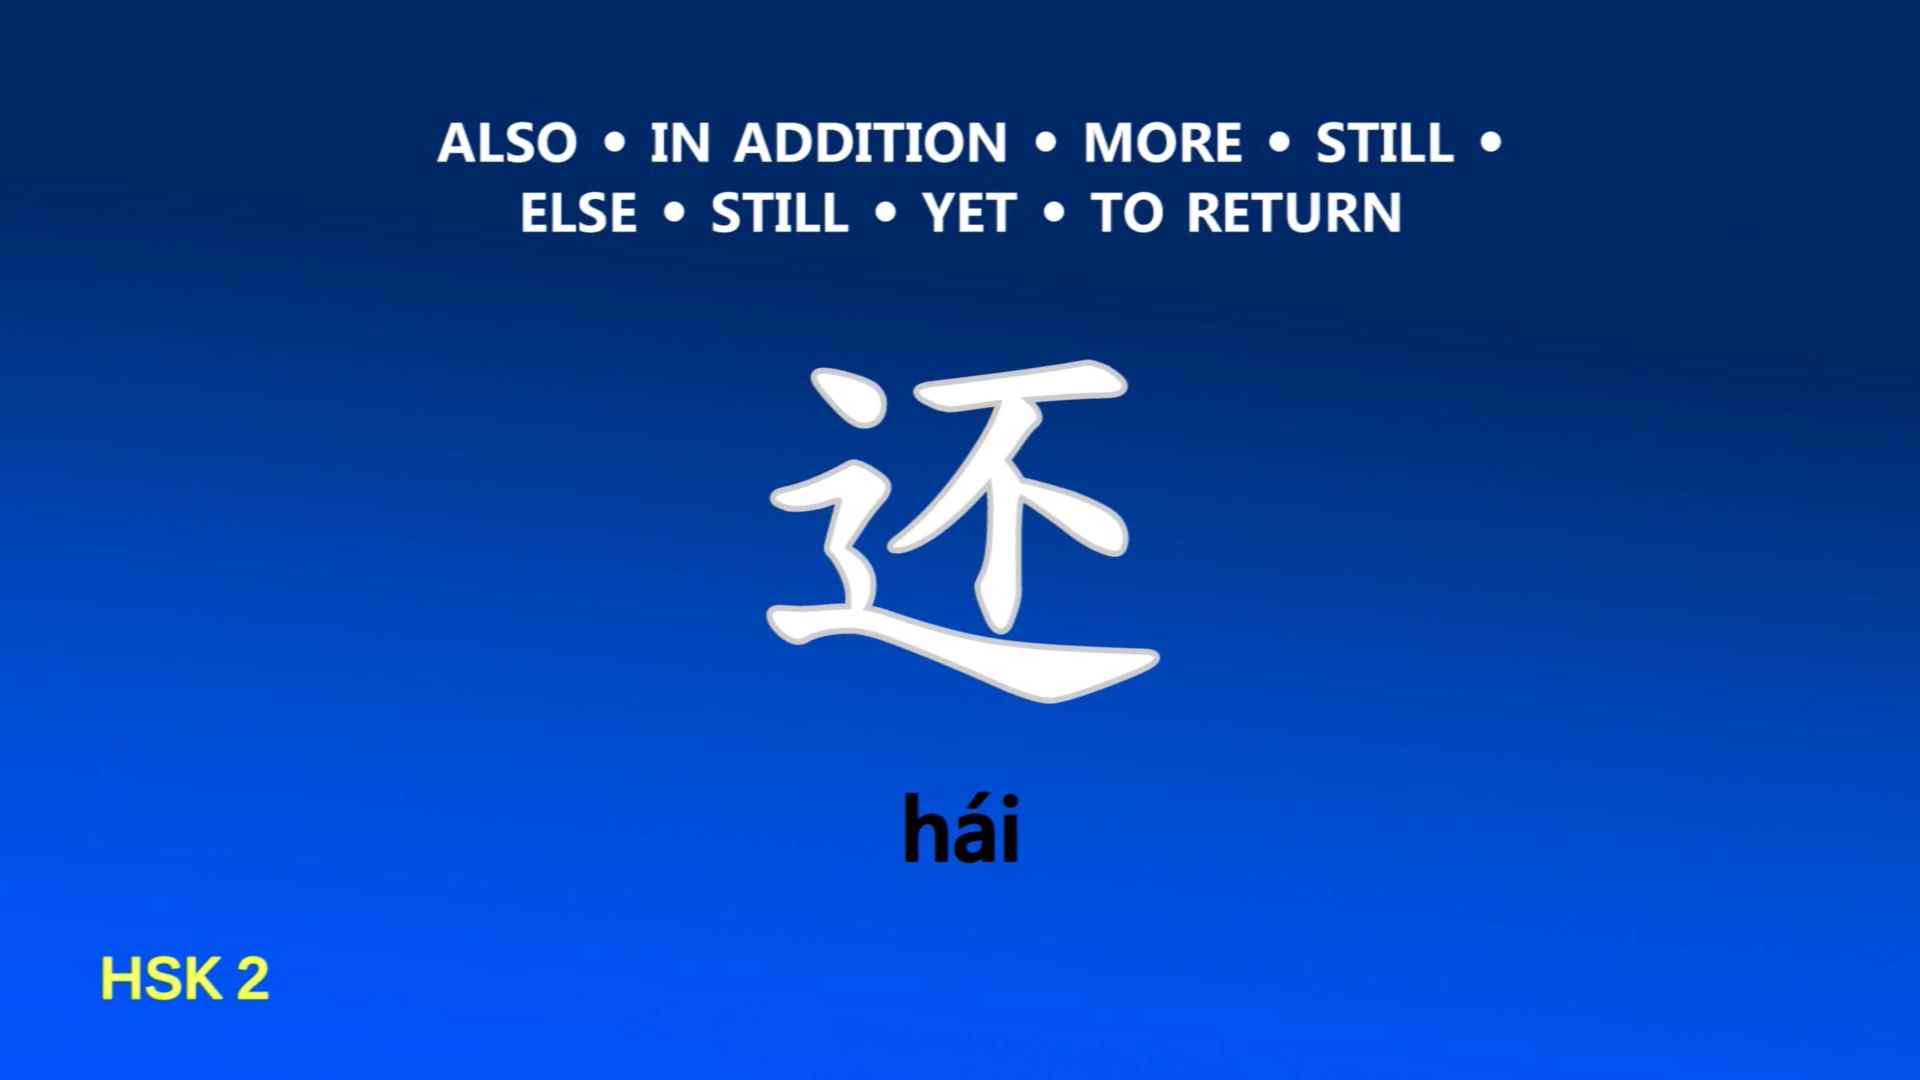 ALSO • IN ADDITION • MORE • STILL •
ELSE • STILL • YET • TO RETURN
还
hái
HSK 2